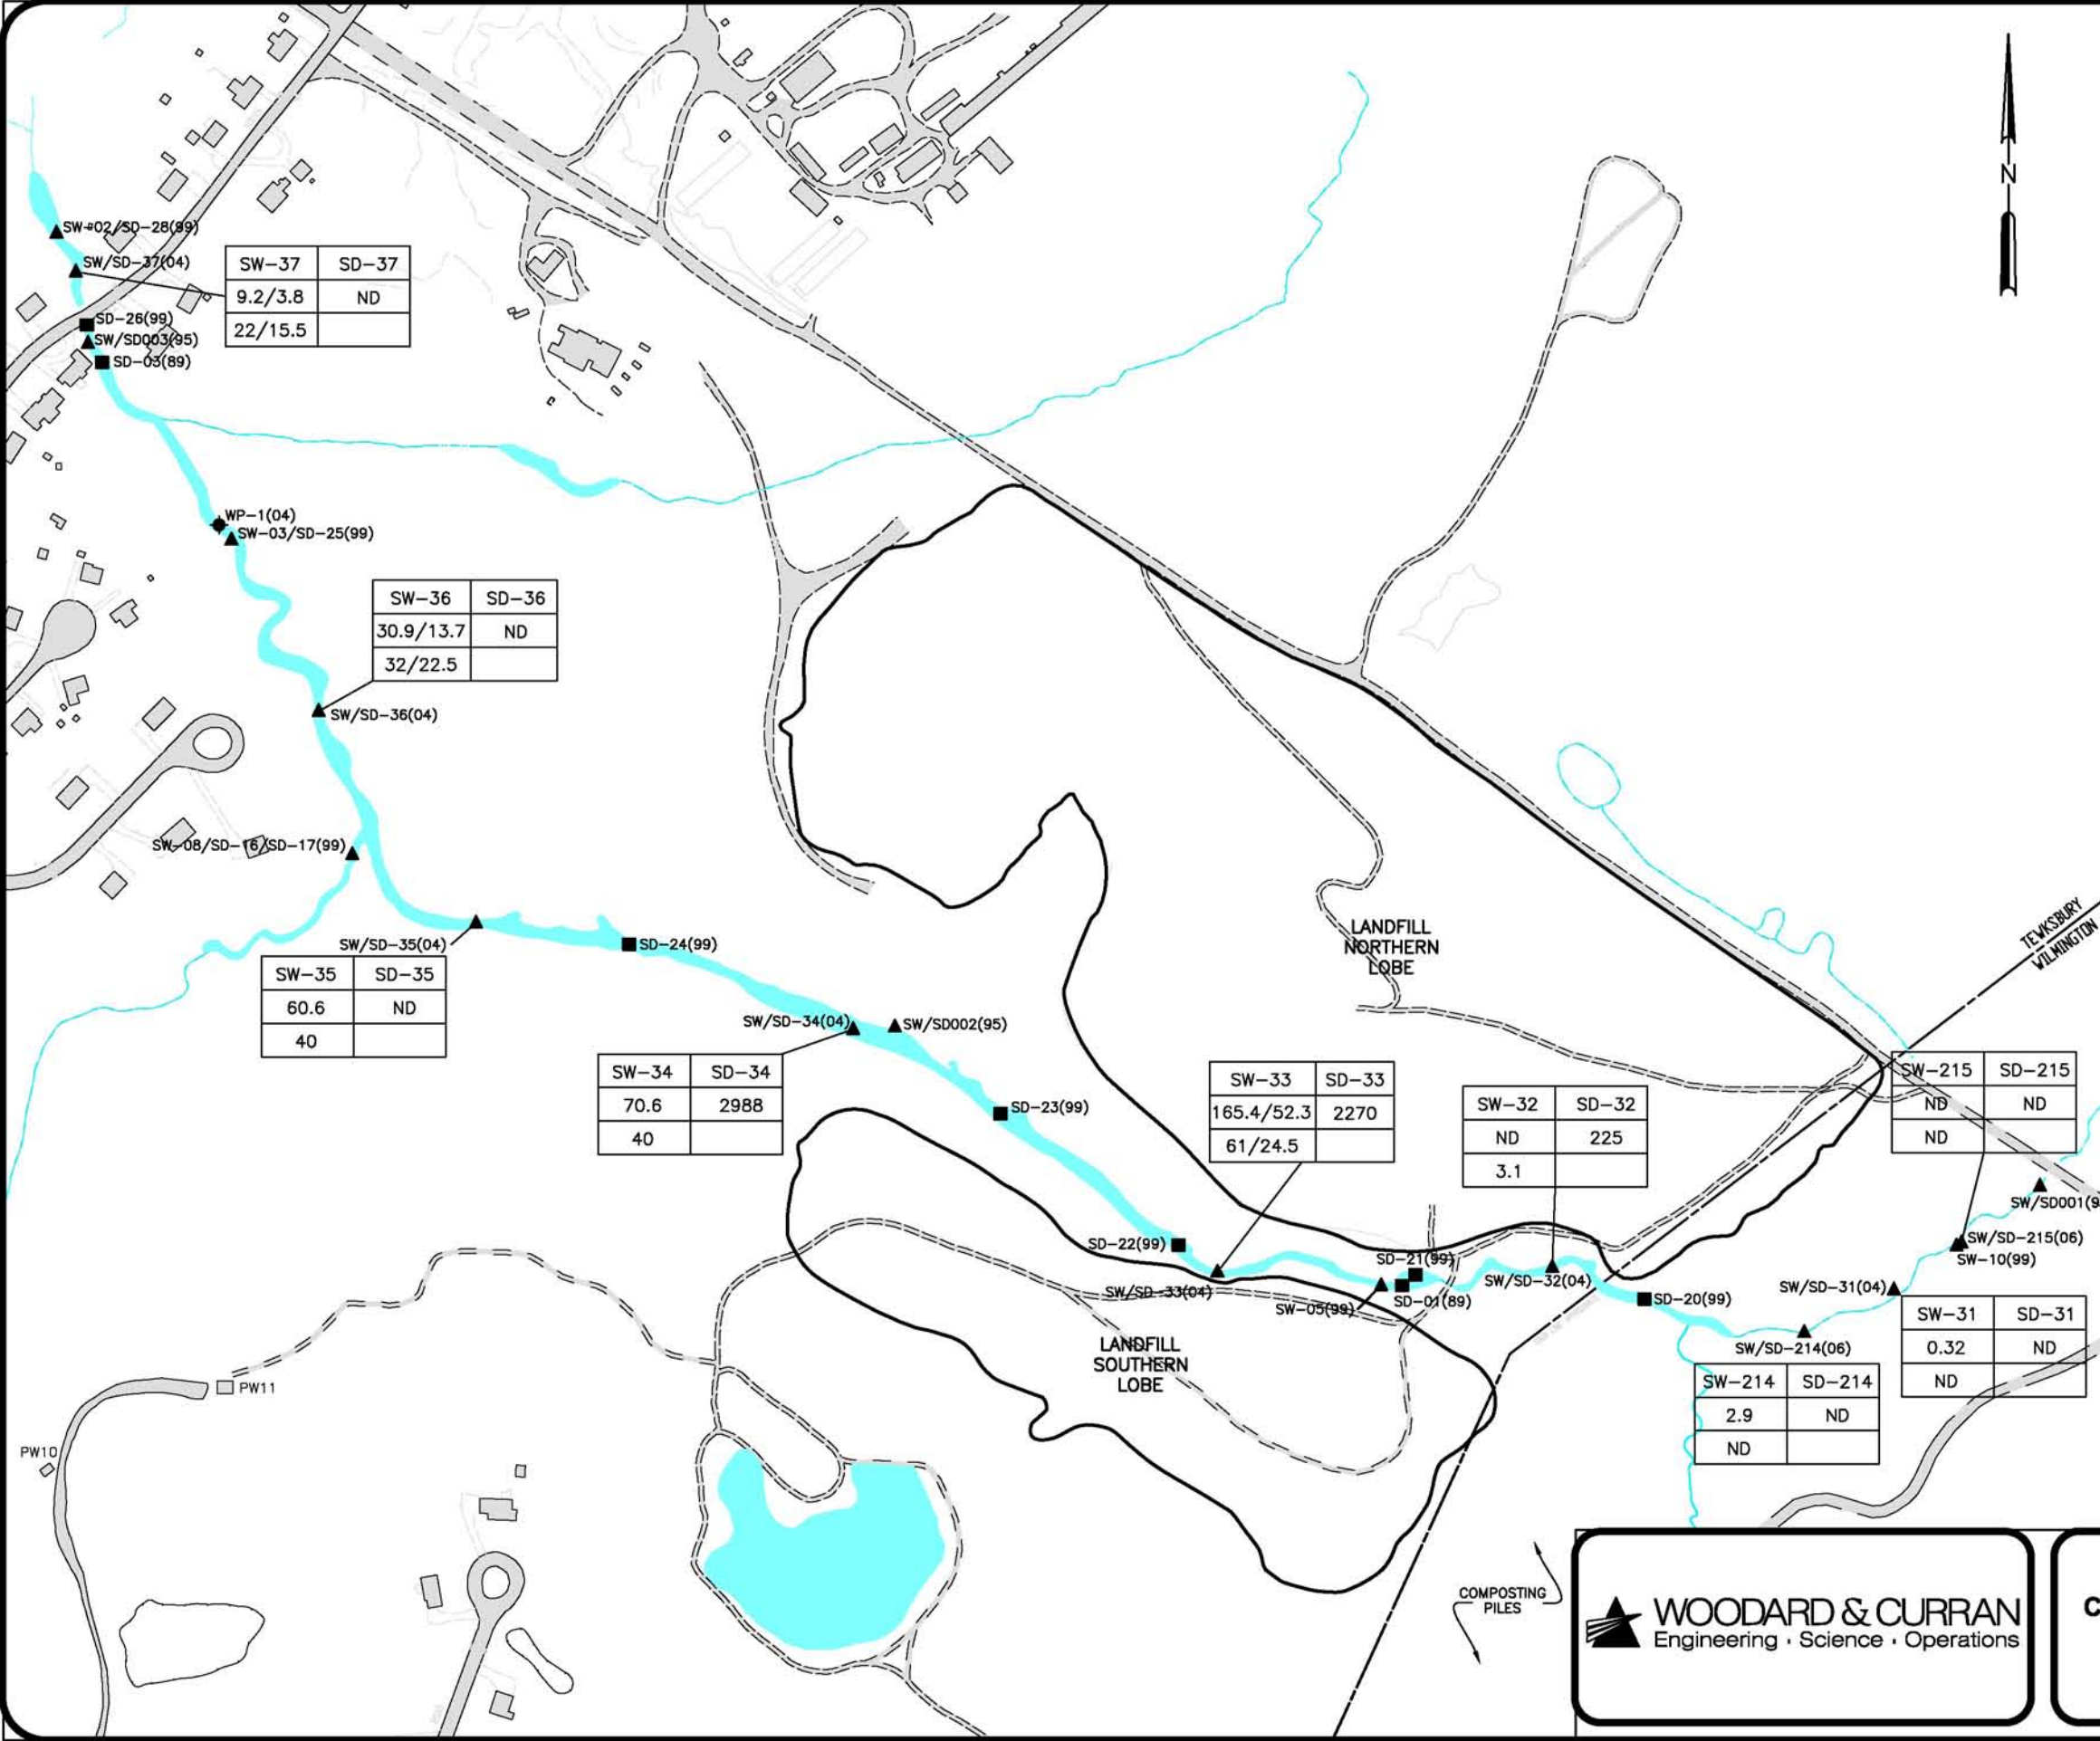 N
SW-02/SD-28(99)
SW/SD-37(04)
SW-37 SD-37
9.2/3.8 ND
22/15.5
SD-26(99)
SW/SD003(95)
SD-03(89)
WP-1(04)
SW-03/SD-25(99)
SW-36 SD-36
30.9/13.7 ND
32/22.5
SW/SD-36(04)
SW-08/SD-16/SD-17(99)
SW/SD-35(04)
SD-24(99)
SW-35 SD-35
60.6 ND
40
SW/SD-34(04)
SW/SD002(95)
SW-34 SD-34
70.6 2988
40
SD-23(99)
LANDFILL
NORTHERN
LOBE
TEWKSBURY
WILMINGTON
SW-33 SD-33
165.4/52.3 2270
61/24.5
SW-32 SD-32
ND 225
3.1
SW-215 SD-215
ND ND
ND
SW/SD001(9
SW/SD-215(06)
SW-10(99)
SD-22(99)
SW/SD-33(04)
SD-21(99)
SW-05(99)
SD-01(89)
SW/SD-32(04)
SD-20(99)
SW/SD-31(04)
SW-31 SD-31
0.32 ND
ND
SW/SD-214(06)
SW-214 SD-214
2.9 ND
ND
LANDFILL
SOUTHERN
LOBE
PW11
PW10
COMPOSTING
PILES
WOODARD & CURRAN
Engineering · Science · Operations
C